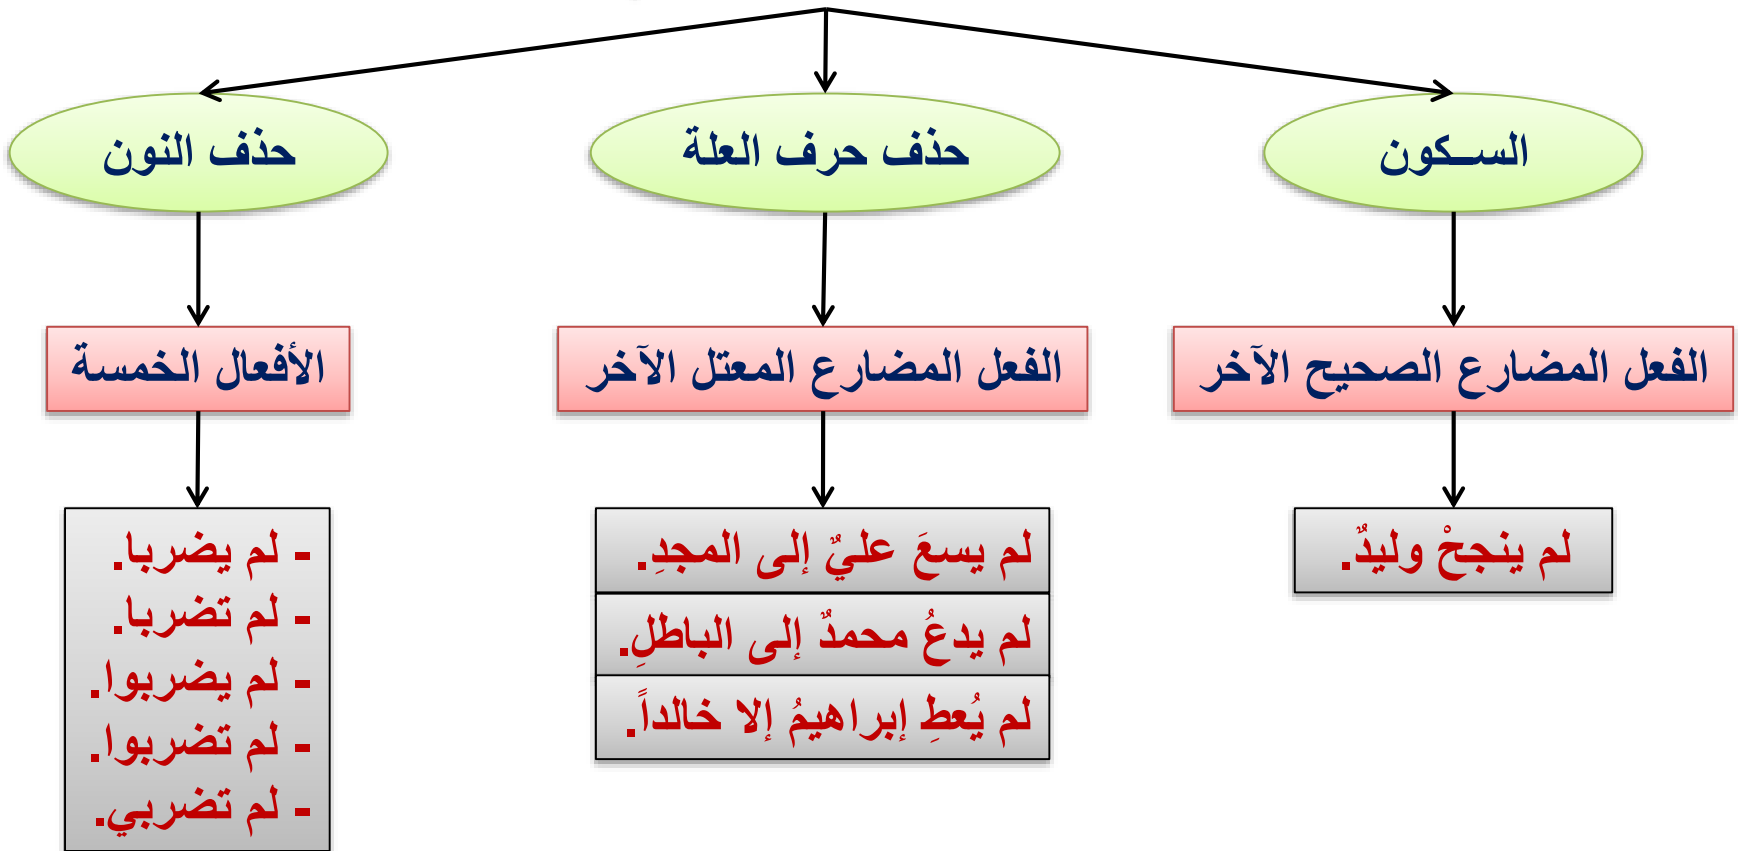 السـكون
حذف حرف العلة
حذف النون
الفعل المضارع الصحيح الآخر
الفعل المضارع المعتل الآخر
الأفعال الخمسة
لم ينجحْ وليدٌ.
لم يسعَ عليٌ إلى المجدِ.
لم يدعُ محمدٌ إلى الباطلِ.
لم يُعطِ إبراهيمُ إلا خالداً.
- لم يضربا.
- لم تضربا.
- لم يضربوا.
- لم تضربوا.
- لم تضربي.